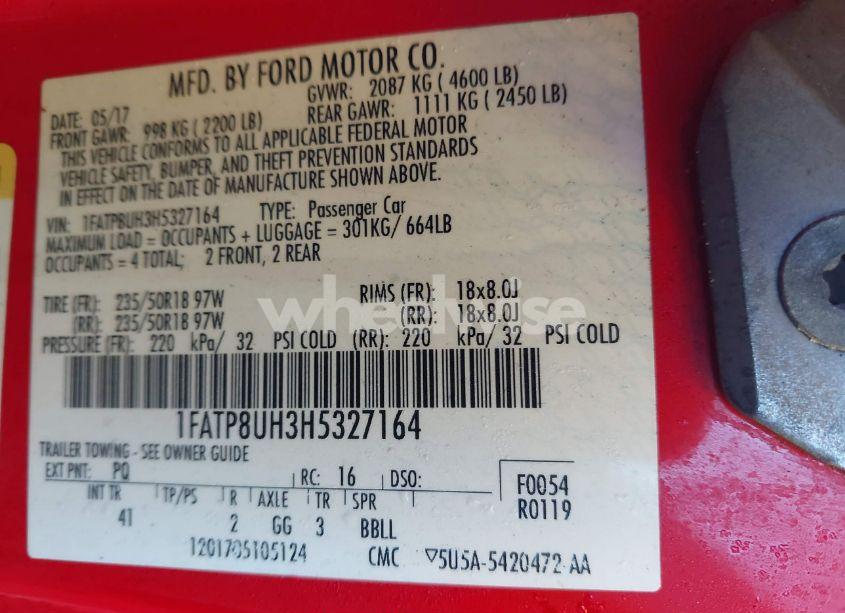 MFD. BY FORD MOTOR CO.
DATE: 05/17 GVWR: 2087 KG ( 4600 LB)
FRONT GAWR: 998 KG ( 2200 LB) REAR GAWR: 1111 KG ( 2450 LB)
THIS VEHICLE CONFORMS TO ALL APPLICABLE FEDERAL MOTOR
VEHICLE SAFETY, BUMPER, AND THEFT PREVENTION STANDARDS
IN EFFECT ON THE DATE OF MANUFACTURE SHOWN ABOVE.
VIN: 1FATP8UH3H5327164 TYPE: Passenger Car
MAXIMUM LOAD = OCCUPANTS + LUGGAGE = 301KG/ 664LB
OCCUPANTS = 4 TOTAL; 2 FRONT, 2 REAR
TIRE (FR): 235/50R18 97W RIMS (FR): 18x8.0J
(RR): 235/50R18 97W (RR): 18x8.0J
PRESSURE (FR): 220 kPa/ 32 PSI COLD (RR): 220 kPa/ 32 PSI COLD
wheelwise
1FATP8UH3H5327164
TRAILER TOWING - SEE OWNER GUIDE
EXT PNT: PQ RC: 16 DSO: F0054
R0119
INT TR TP/PS R AXLE TR SPR
41 2 GG 3 BBLL
1201705105124 CMC ▽5U5A-5420472-AA